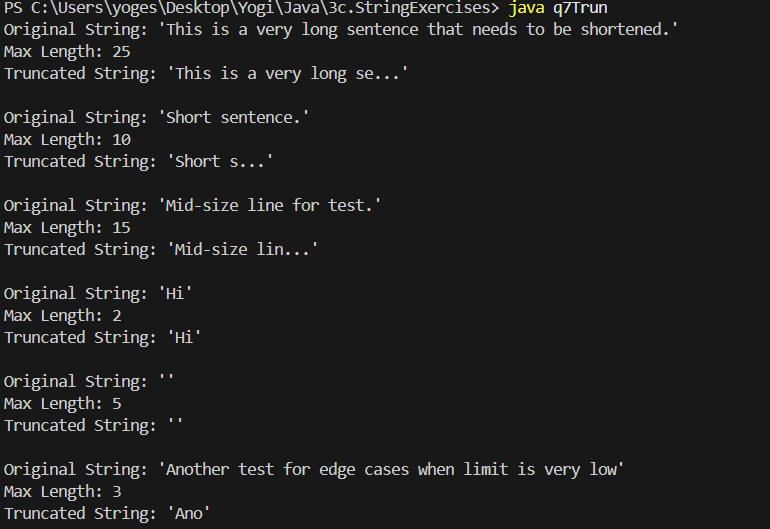 PS C:\Users\yoges\Desktop\Yogi\Java\3c.StringExercises> java q7Trun
Original String: 'This is a very long sentence that needs to be shortened.'
Max Length: 25
Truncated String: 'This is a very long se...'
Original String: 'Short sentence.'
Max Length: 10
Truncated String: 'Short s...'
Original String: 'Mid-size line for test.'
Max Length: 15
Truncated String: 'Mid-size lin...'
Original String: 'Hi'
Max Length: 2
Truncated String: 'Hi'
Original String: ''
Max Length: 5
Truncated String: ''
Original String: 'Another test for edge cases when limit is very low'
Max Length: 3
Truncated String: 'Ano'